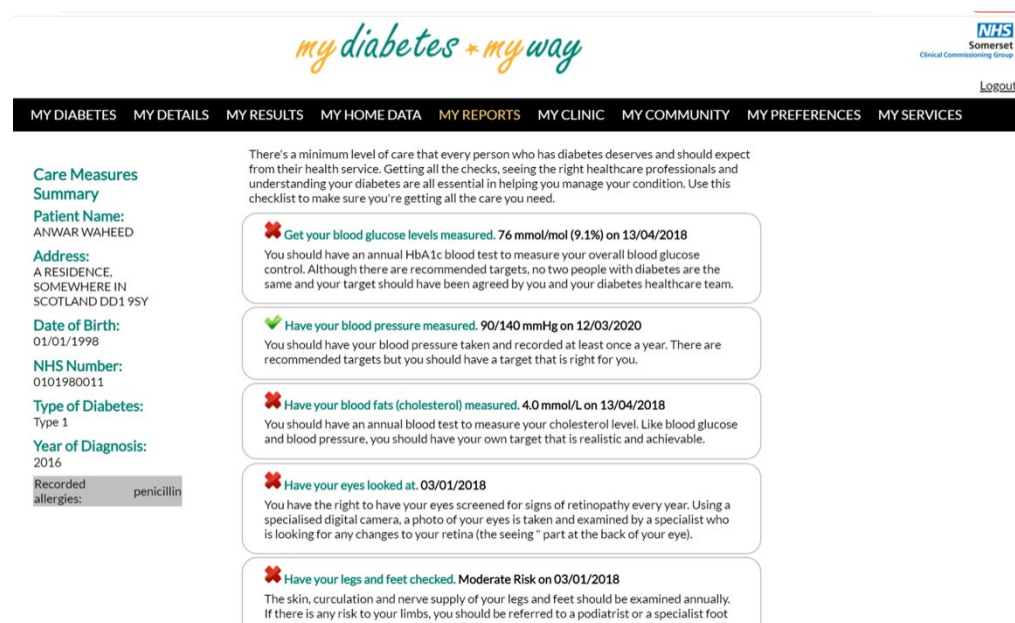 my diabetes my way
NHS
Somerset
Clinical Commissioning Group
Logout
MY DIABETES MY DETAILS MY RESULTS MY HOME DATA MY REPORTS MY CLINIC MY COMMUNITY MY PREFERENCES MY SERVICES
Care Measures
Summary
Patient Name:
ANWAR WAHEED
Address:
A RESIDENCE,
SOMEWHERE IN
SCOTLAND DD1 9SY
Date of Birth:
01/01/1998
NHS Number:
0101980011
Type of Diabetes:
Type 1
Year of Diagnosis:
2016
Recorded
allergies: penicillin
There's a minimum level of care that every person who has diabetes deserves and should expect
from their health service. Getting all the checks, seeing the right healthcare professionals and
understanding your diabetes are all essential in helping you manage your condition. Use this
checklist to make sure you're getting all the care you need.
Get your blood glucose levels measured. 76 mmol/mol (9.1%) on 13/04/2018
You should have an annual HbA1c blood test to measure your overall blood glucose
control. Although there are recommended targets, no two people with diabetes are the
same and your target should have been agreed by you and your diabetes healthcare team.
Have your blood pressure measured. 90/140 mmHg on 12/03/2020
You should have your blood pressure taken and recorded at least once a year. There are
recommended targets but you should have a target that is right for you.
Have your blood fats (cholesterol) measured. 4.0 mmol/L on 13/04/2018
You should have an annual blood test to measure your cholesterol level. Like blood glucose
and blood pressure, you should have your own target that is realistic and achievable.
Have your eyes looked at. 03/01/2018
You have the right to have your eyes screened for signs of retinopathy every year. Using a
specialised digital camera, a photo of your eyes is taken and examined by a specialist who
is looking for any changes to your retina (the seeing " part at the back of your eye).
Have your legs and feet checked. Moderate Risk on 03/01/2018
The skin, curculation and nerve supply of your legs and feet should be examined annually.
If there is any risk to your limbs, you should be referred to a podiatrist or a specialist foot